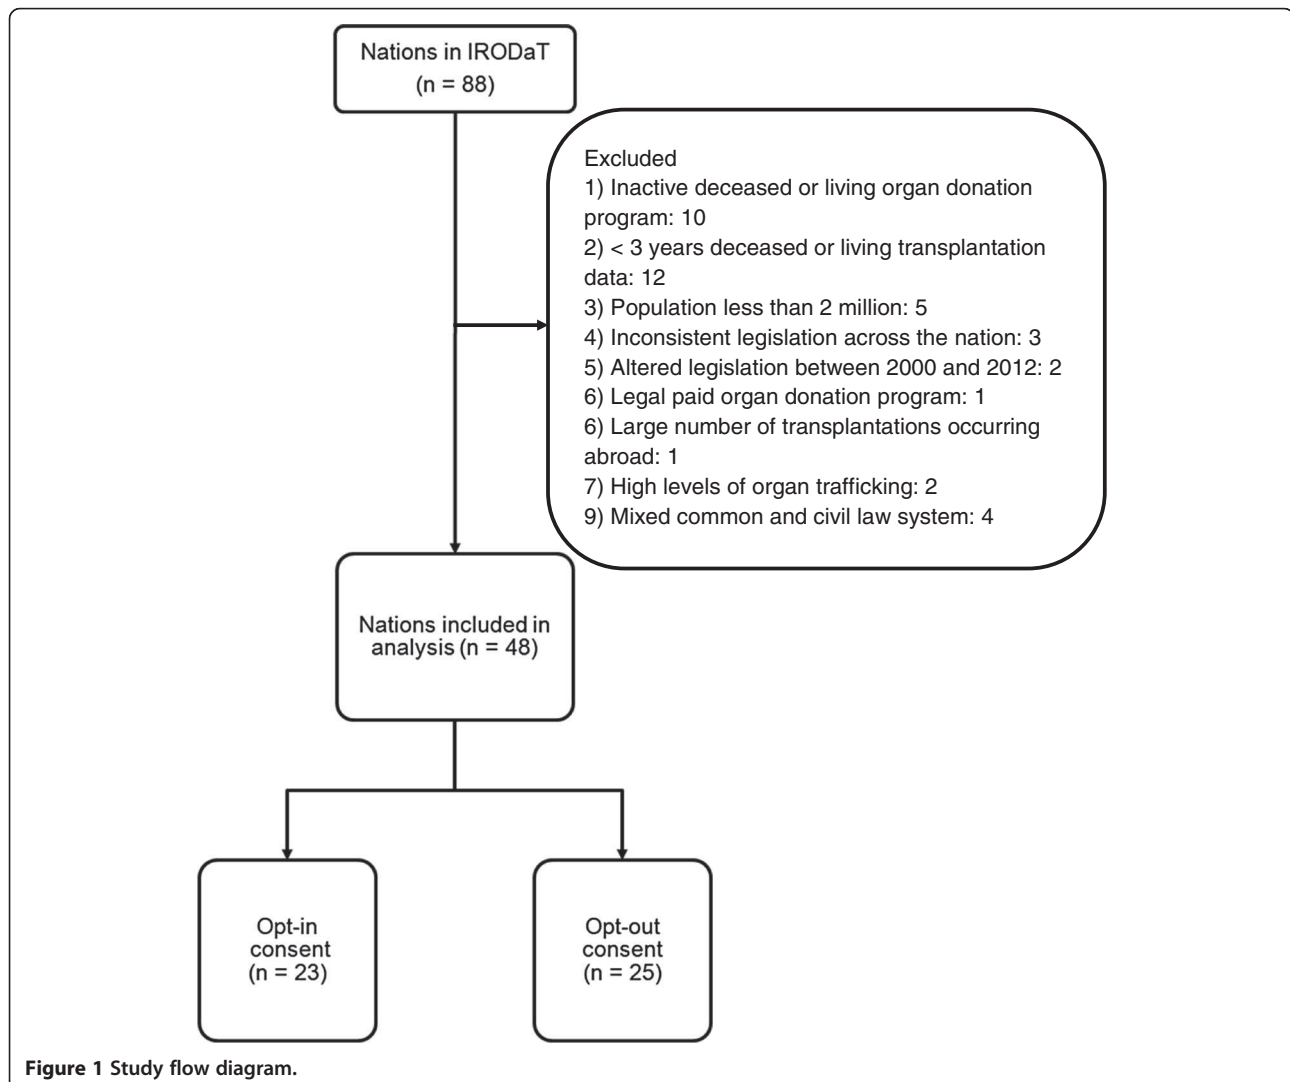 Nations in IRODaT
(n = 88)
Excluded
1) Inactive deceased or living organ donation
program: 10
2) < 3 years deceased or living transplantation
data: 12
3) Population less than 2 million: 5
4) Inconsistent legislation across the nation: 3
5) Altered legislation between 2000 and 2012: 2
6) Legal paid organ donation program: 1
6) Large number of transplantations occurring
abroad: 1
7) High levels of organ trafficking: 2
9) Mixed common and civil law system: 4
Nations included in
analysis (n = 48)
Opt-in
consent
(n = 23)
Opt-out
consent
(n = 25)
Figure 1 Study flow diagram.